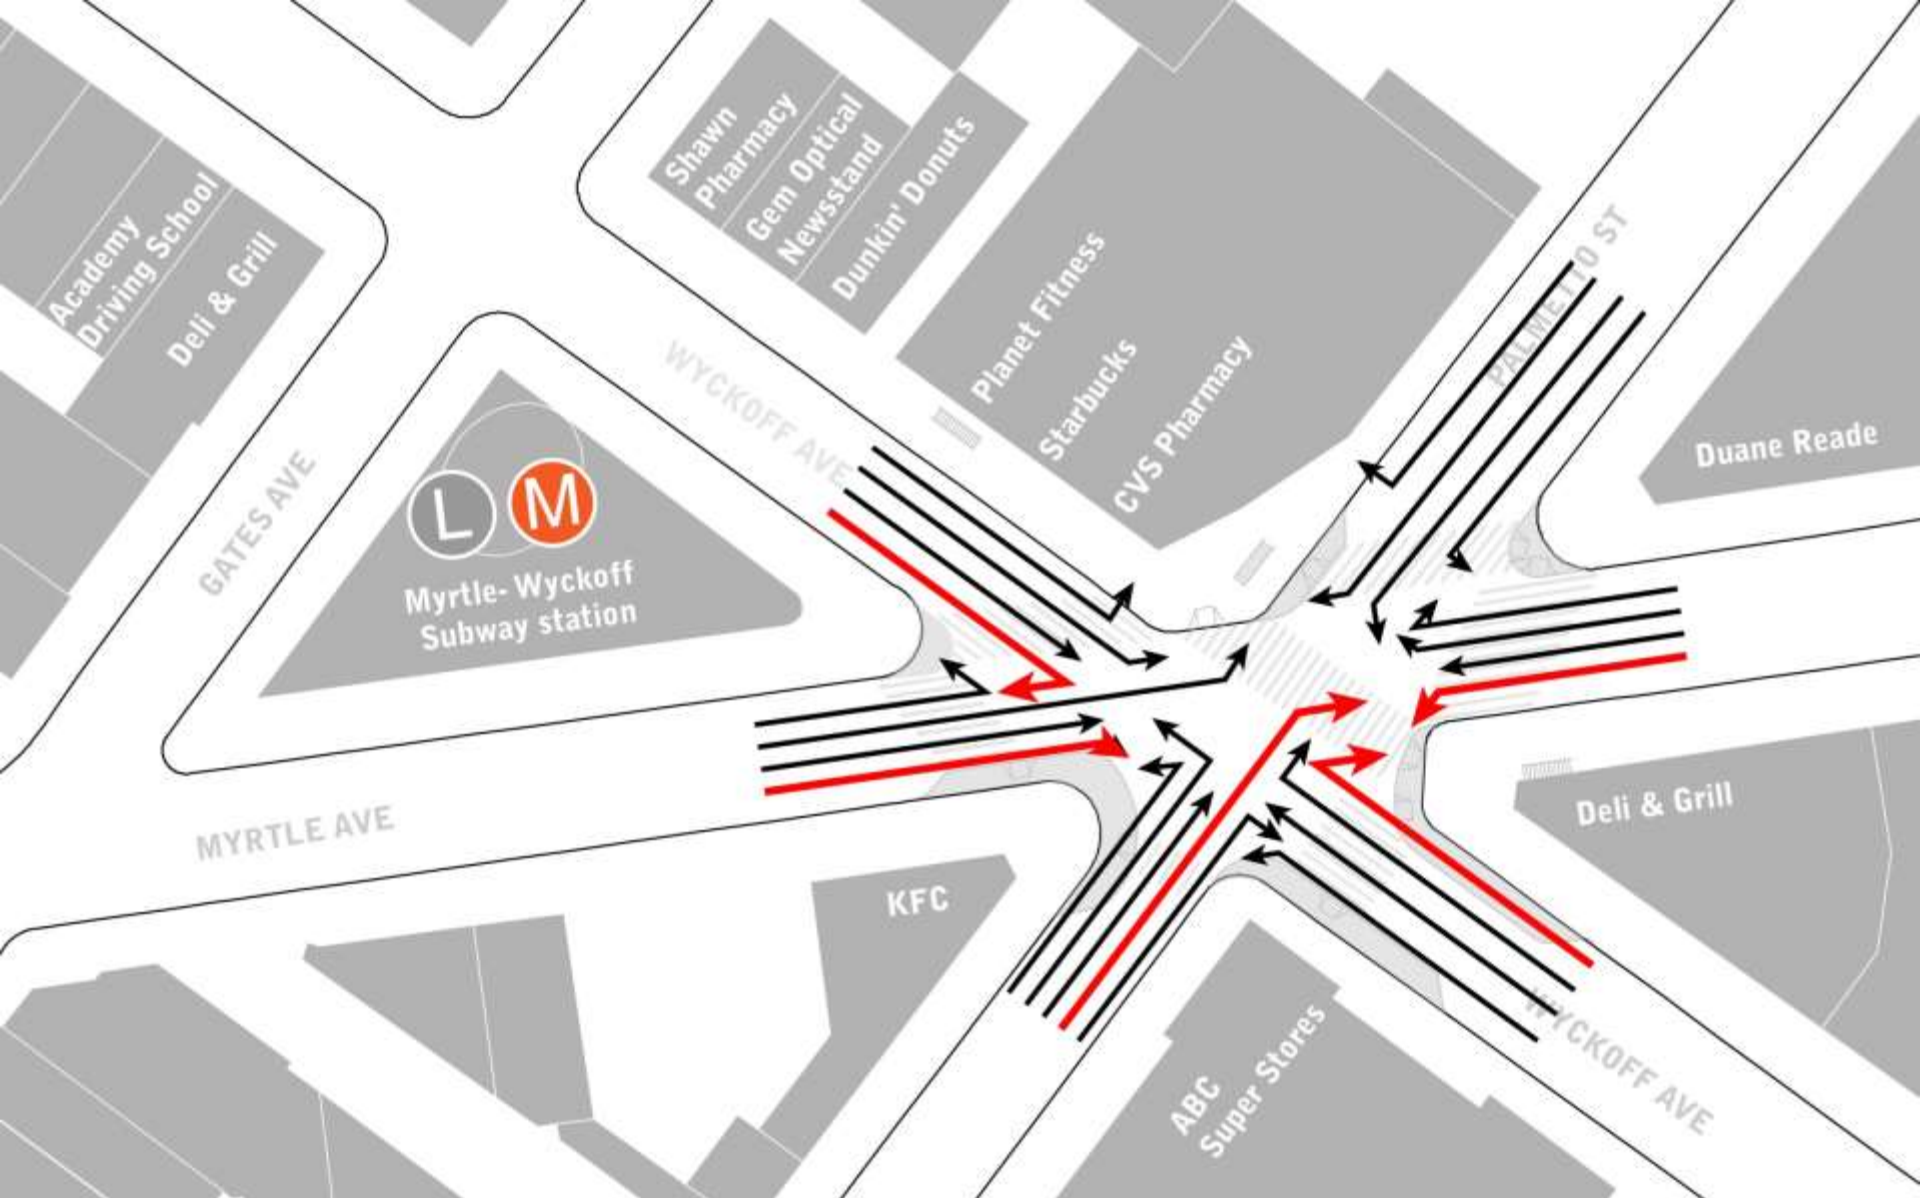 Shawn
Pharmacy
Gem Optical
Newsstand
Dunkin' Donuts
Academy
Driving School
Deli & Grill
Planet Fitness
Starbucks
CVS Pharmacy
PALMETTO ST
Duane Reade
WYCKOFF AVE
GATES AVE
L M
Myrtle- Wyckoff
Subway station
MYRTLE AVE
KFC
Deli & Grill
ABC
Super Stores
WYCKOFF AVE